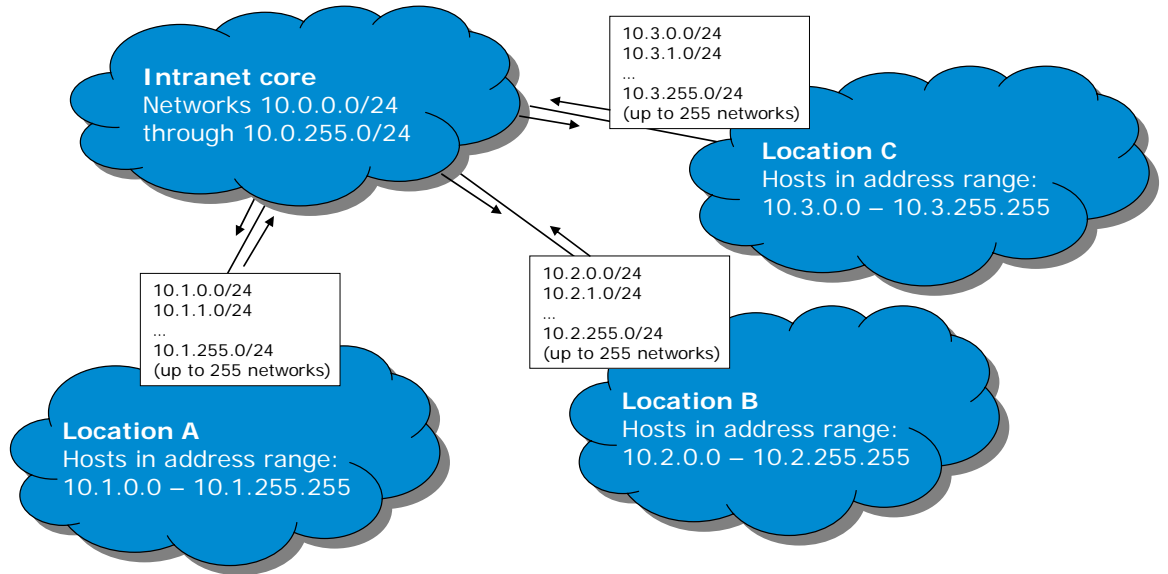 Intranet core
Networks 10.0.0.0/24
through 10.0.255.0/24
10.3.0.0/24
10.3.1.0/24
...
10.3.255.0/24
(up to 255 networks)
Location C
Hosts in address range:
10.3.0.0 – 10.3.255.255
10.1.0.0/24
10.1.1.0/24
...
10.1.255.0/24
(up to 255 networks)
10.2.0.0/24
10.2.1.0/24
...
10.2.255.0/24
(up to 255 networks)
Location A
Hosts in address range:
10.1.0.0 – 10.1.255.255
Location B
Hosts in address range:
10.2.0.0 – 10.2.255.255